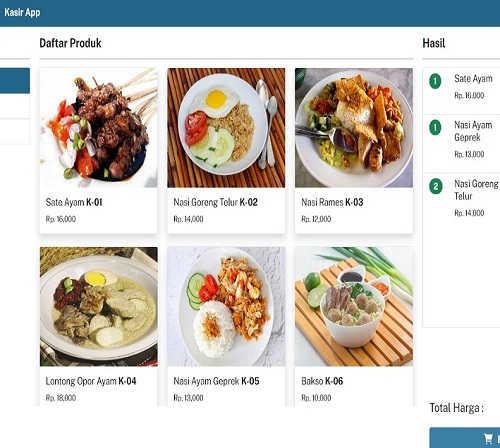 Kasir App
Daftar Produk
Sate Ayam K-01
Rp. 16,000
Nasi Goreng Telur K-02
Rp. 14,000
Nasi Rames K-03
Rp. 12,000
Lontong Opor Ayam K-04
Rp. 18,000
Nasi Ayam Geprek K-05
Rp. 13,000
Bakso K-06
Rp. 10,000
Hasil
1 Sate Ayam
Rp. 16,000
1 Nasi Ayam
Geprek
Rp. 13,000
2 Nasi Goreng
Telur
Rp. 14,000
Total Harga :